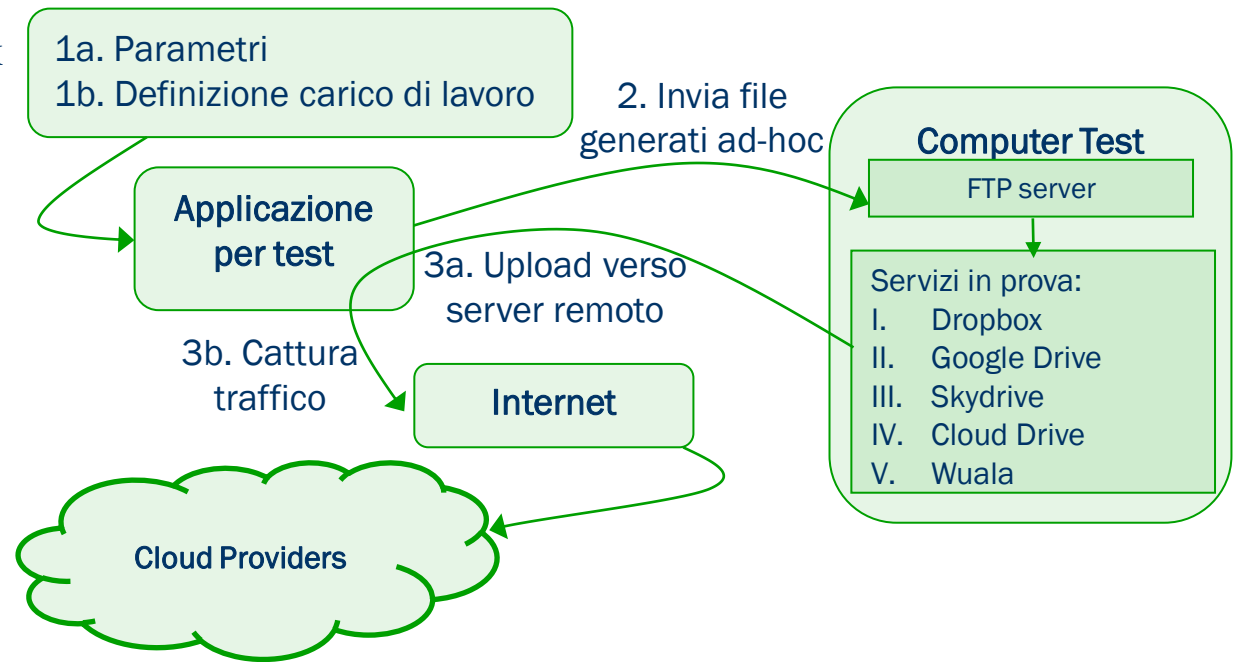 1a. Parametri
1b. Definizione carico di lavoro
2. Invia file
generati ad-hoc
Computer Test
FTP server
Applicazione
per test
3a. Upload verso
server remoto
Servizi in prova:
I. Dropbox
II. Google Drive
III. Skydrive
IV. Cloud Drive
V. Wuala
3b. Cattura
traffico
Internet
Cloud Providers